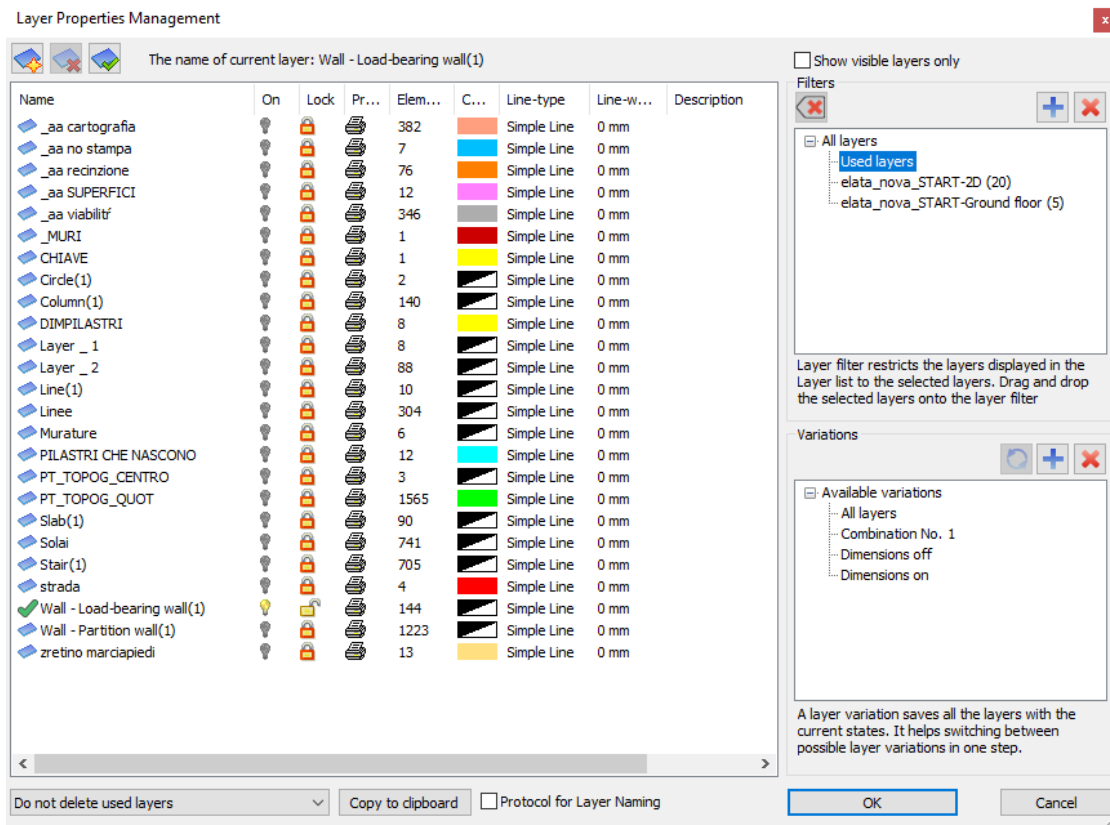 Layer Properties Management
x
The name of current layer: Wall - Load-bearing wall(1)
Show visible layers only
Name On Lock Pr... Elem... C... Line-type Line-w... Description
_aa cartografia 382 Simple Line 0 mm
_aa no stampa 7 Simple Line 0 mm
_aa recinzione 76 Simple Line 0 mm
_aa SUPERFICI 12 Simple Line 0 mm
_aa viabilitŕ 346 Simple Line 0 mm
_MURI 1 Simple Line 0 mm
CHIAVE 1 Simple Line 0 mm
Circle(1) 2 Simple Line 0 mm
Column(1) 140 Simple Line 0 mm
DIMPILASTRI 8 Simple Line 0 mm
Layer _ 1 8 Simple Line 0 mm
Layer _ 2 88 Simple Line 0 mm
Line(1) 10 Simple Line 0 mm
Linee 304 Simple Line 0 mm
Murature 6 Simple Line 0 mm
PILASTRI CHE NASCONO 12 Simple Line 0 mm
PT_TOPOG_CENTRO 3 Simple Line 0 mm
PT_TOPOG_QUOT 1565 Simple Line 0 mm
Slab(1) 90 Simple Line 0 mm
Solai 741 Simple Line 0 mm
Stair(1) 705 Simple Line 0 mm
strada 4 Simple Line 0 mm
Wall - Load-bearing wall(1) 144 Simple Line 0 mm
Wall - Partition wall(1) 1223 Simple Line 0 mm
zretino marciapiedi 13 Simple Line 0 mm
Filters
All layers
Used layers
elata_nova_START-2D (20)
elata_nova_START-Ground floor (5)
Layer filter restricts the layers displayed in the
Layer list to the selected layers. Drag and drop
the selected layers onto the layer filter
Variations
Available variations
All layers
Combination No. 1
Dimensions off
Dimensions on
A layer variation saves all the layers with the
current states. It helps switching between
possible layer variations in one step.
Do not delete used layers
Copy to clipboard
Protocol for Layer Naming
OK
Cancel